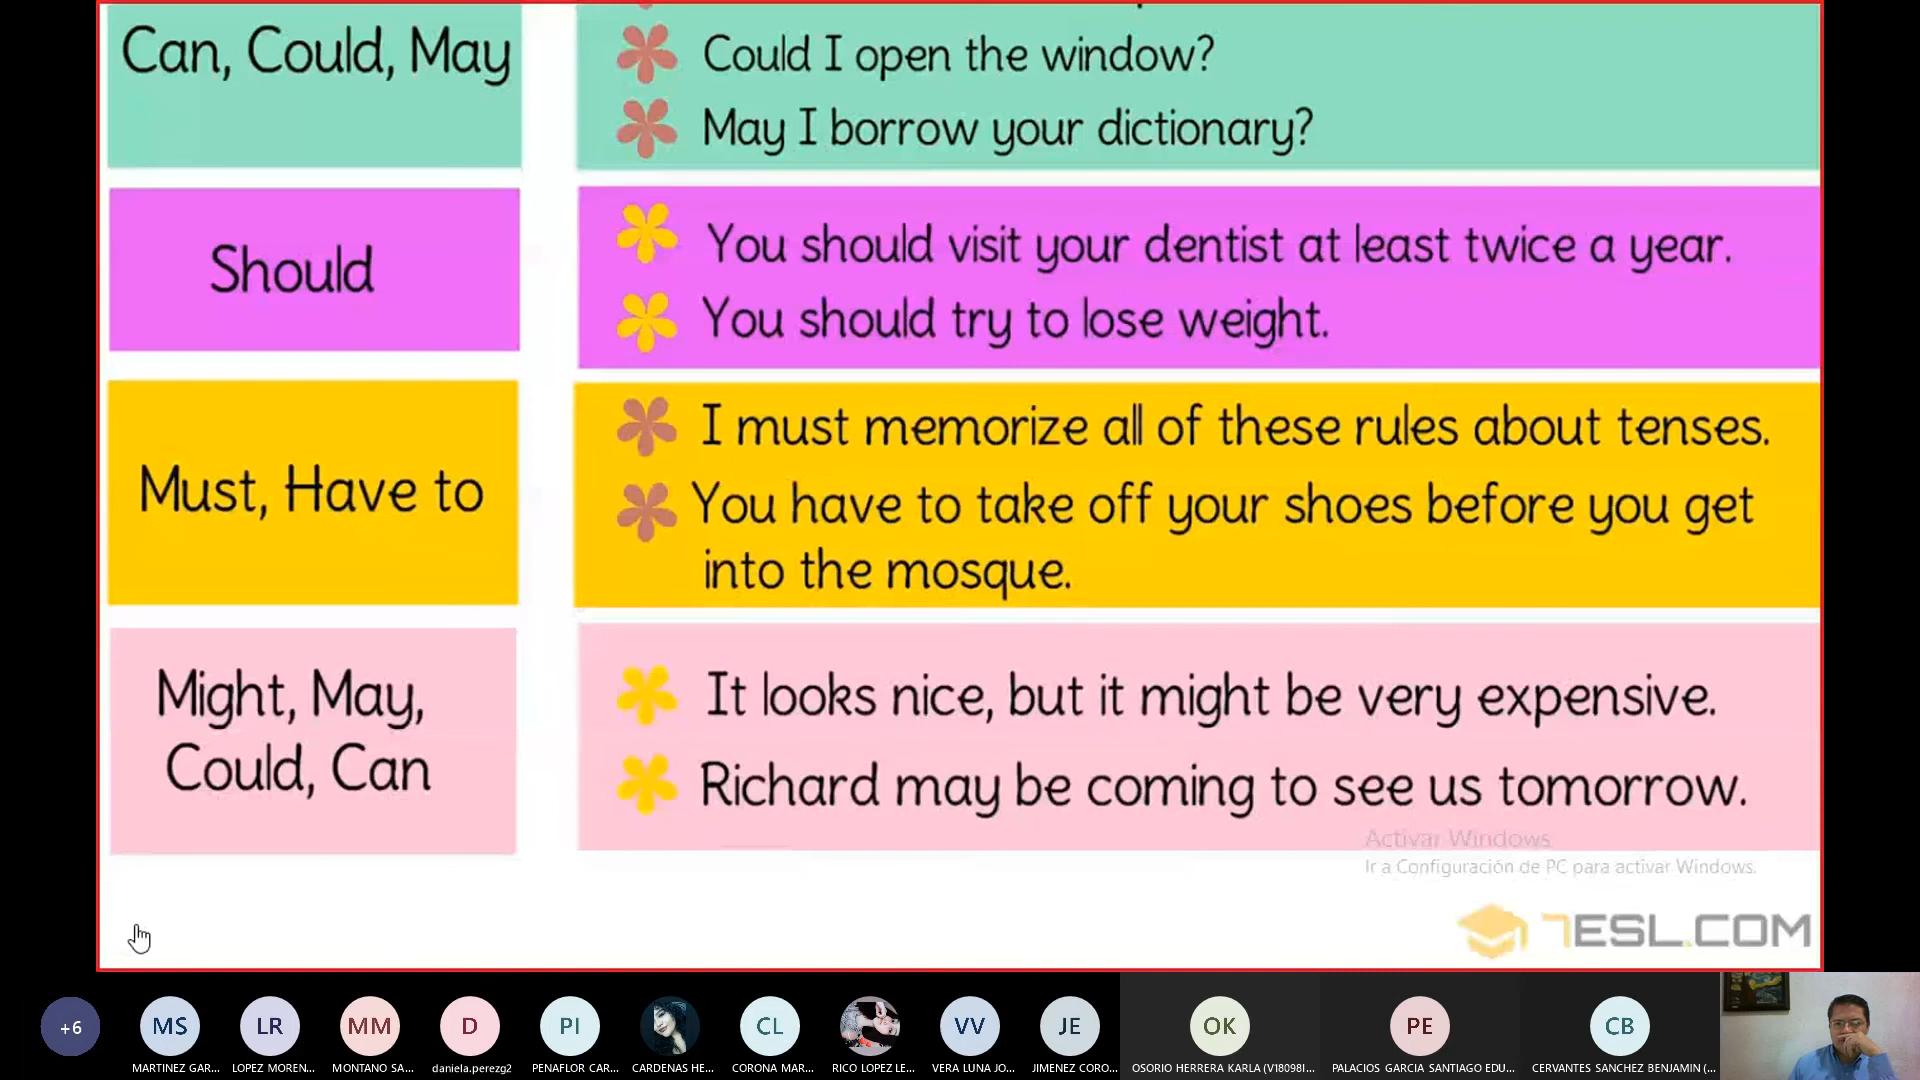 Can, Could, May
Could I open the window?
May I borrow your dictionary?
Should
You should visit your dentist at least twice a year.
You should try to lose weight.
Must, Have to
I must memorize all of these rules about tenses.
You have to take off your shoes before you get
into the mosque.
Might, May,
Could, Can
It looks nice, but it might be very expensive.
Richard may be coming to see us tomorrow.
Activar Windows
Ir a Configuración de PC para activar Windows.
7ESL.COM
+6
MS
LR
MM
D
PI
CL
VV
JE
OK
PE
CB
MARTINEZ GAR...
LOPEZ MOREN...
MONTANO SA...
daniela.perezg2
PENAFLOR CAR...
CARDENAS HE...
CORONA MAR...
RICO LOPEZ LE...
VERA LUNA JO...
JIMENEZ CORO...
OSORIO HERRERA KARLA (V18098I...
PALACIOS GARCIA SANTIAGO EDU...
CERVANTES SANCHEZ BENJAMIN (...